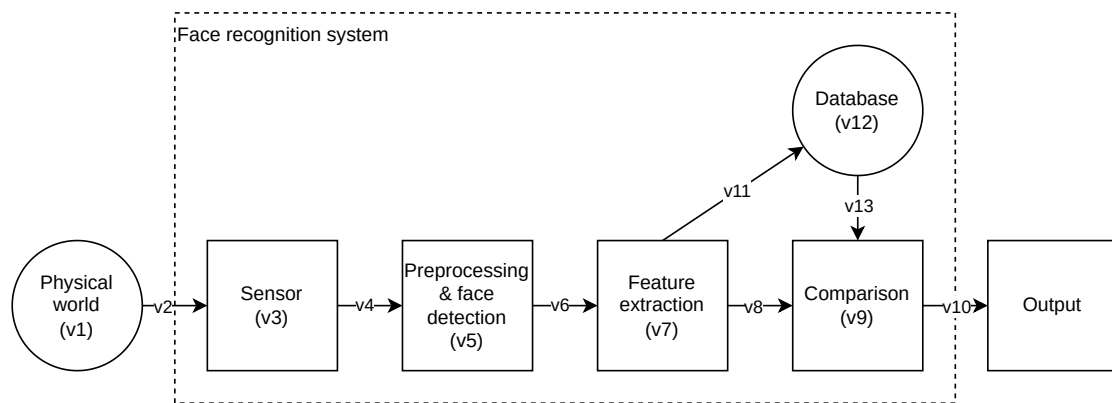 Face recognition system
Database
(v12)
v11
v13
Physical
world
(v1)
v2
Sensor
(v3)
v4
Preprocessing
& face
detection
(v5)
v6
Feature
extraction
(v7)
v8
Comparison
(v9)
v10
Output